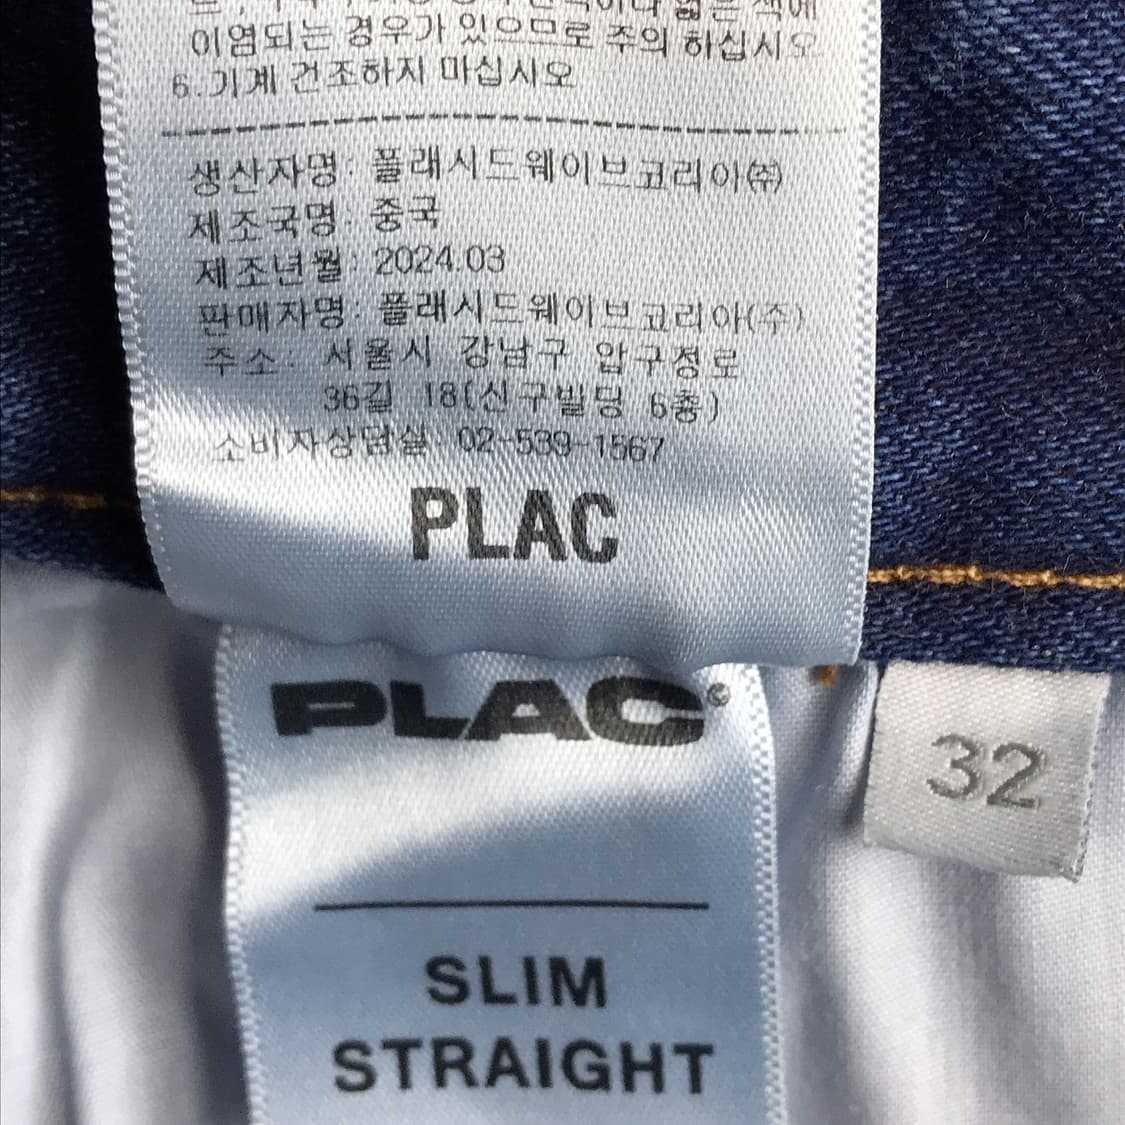 옅은 색에
이염되는 경우가 있으므로 주의 하십시오
6.기계 건조하지 마십시오
생산자명: 플래시드웨이브코리아㈜
제조국명: 중국
제조년월: 2024.03
판매자명: 플래시드웨이브코리아(주)
주소: 서울시 강남구 압구정로
36길 18(신구빌딩 6층)
소비자상담실: 02-539-1567
PLAC
PLAC©
32
SLIM
STRAIGHT